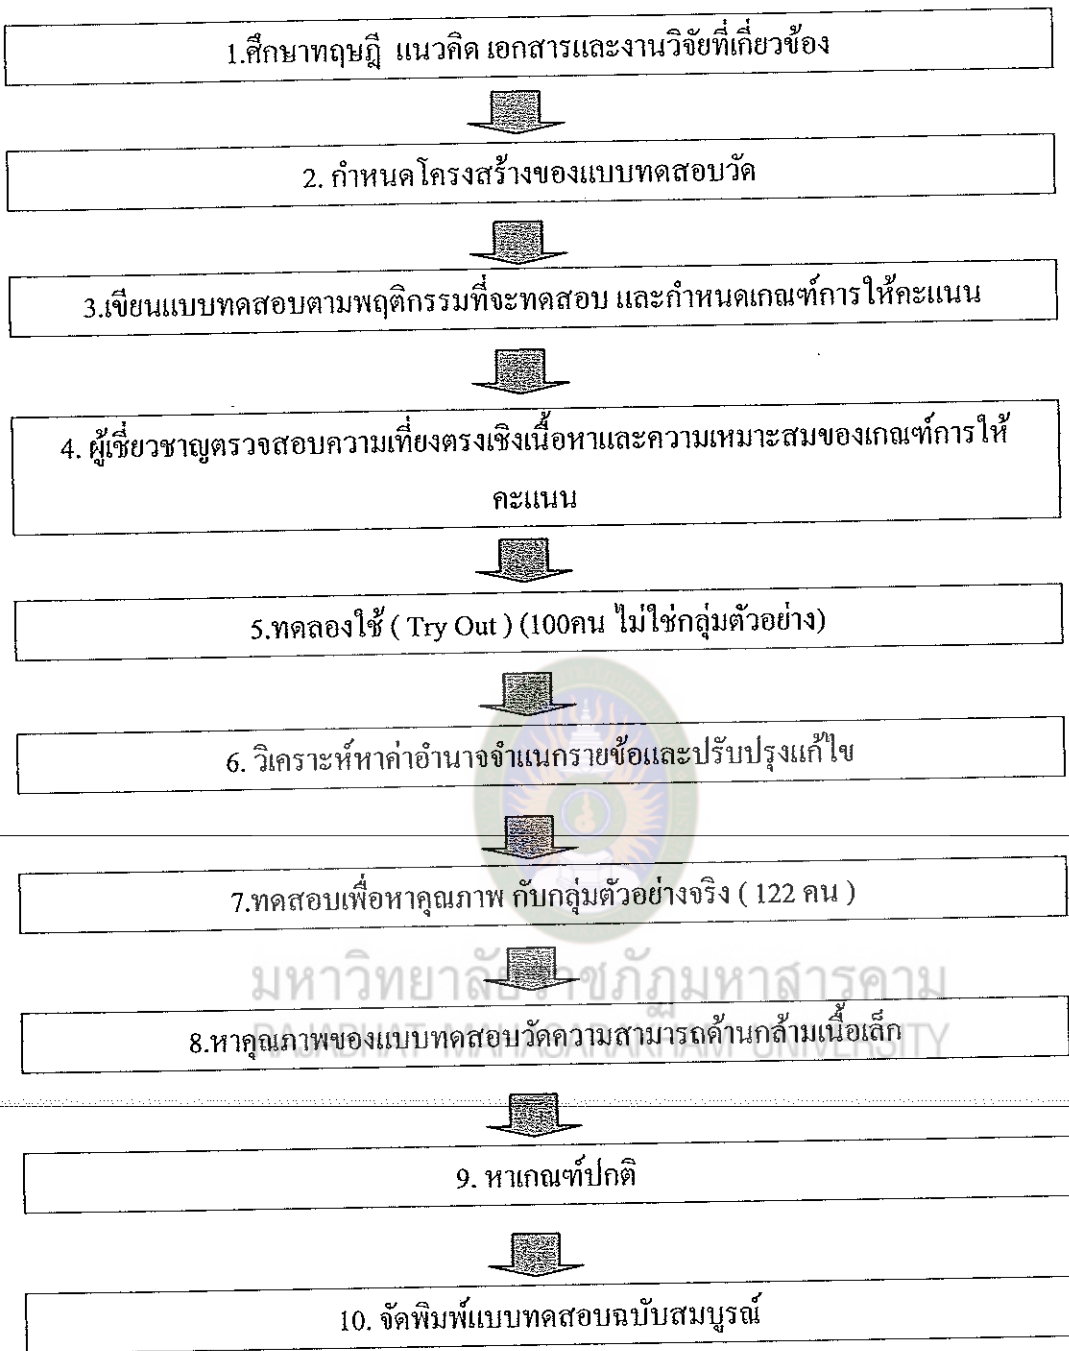 1.ศึกษาทฤษฎี แนวคิด เอกสารและงานวิจัยที่เกี่ยวข้อง
2. กำหนดโครงสร้างของแบบทดสอบวัด
3.เขียนแบบทดสอบตามพฤติกรรมที่จะทดสอบ และกำหนดเกณฑ์การให้คะแนน
4. ผู้เชี่ยวชาญตรวจสอบความเที่ยงตรงเชิงเนื้อหาและความเหมาะสมของเกณฑ์การให้
คะแนน
5.ทดลองใช้ ( Try Out ) (100คน ไม่ใช่กลุ่มตัวอย่าง)
6. วิเคราะห์หาค่าอำนาจจำแนกรายข้อและปรับปรุงแก้ไข
7.ทดสอบเพื่อหาคุณภาพ กับกลุ่มตัวอย่างจริง ( 122 คน )
มหาวิทยาลัยราชภัฏมหาสารคาม
8.หาคุณภาพของแบบทดสอบวัดความสามารถด้านกล้ามเนื้อเล็ก
RAJABHAT MAHASARAKHAM UNIVERSITY
9. หาเกณฑ์ปกติ
10. จัดพิมพ์แบบทดสอบฉบับสมบูรณ์